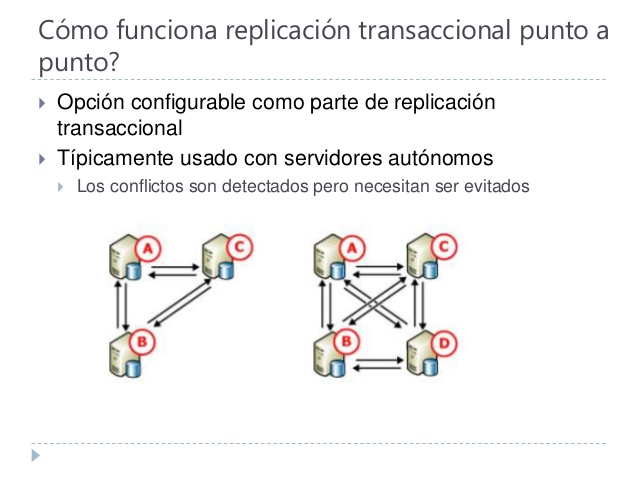 Cómo funciona replicación transaccional punto a
punto?
Opción configurable como parte de replicación
transaccional
Típicamente usado con servidores autónomos
Los conflictos son detectados pero necesitan ser evitados
A
C
B
A
C
B
D